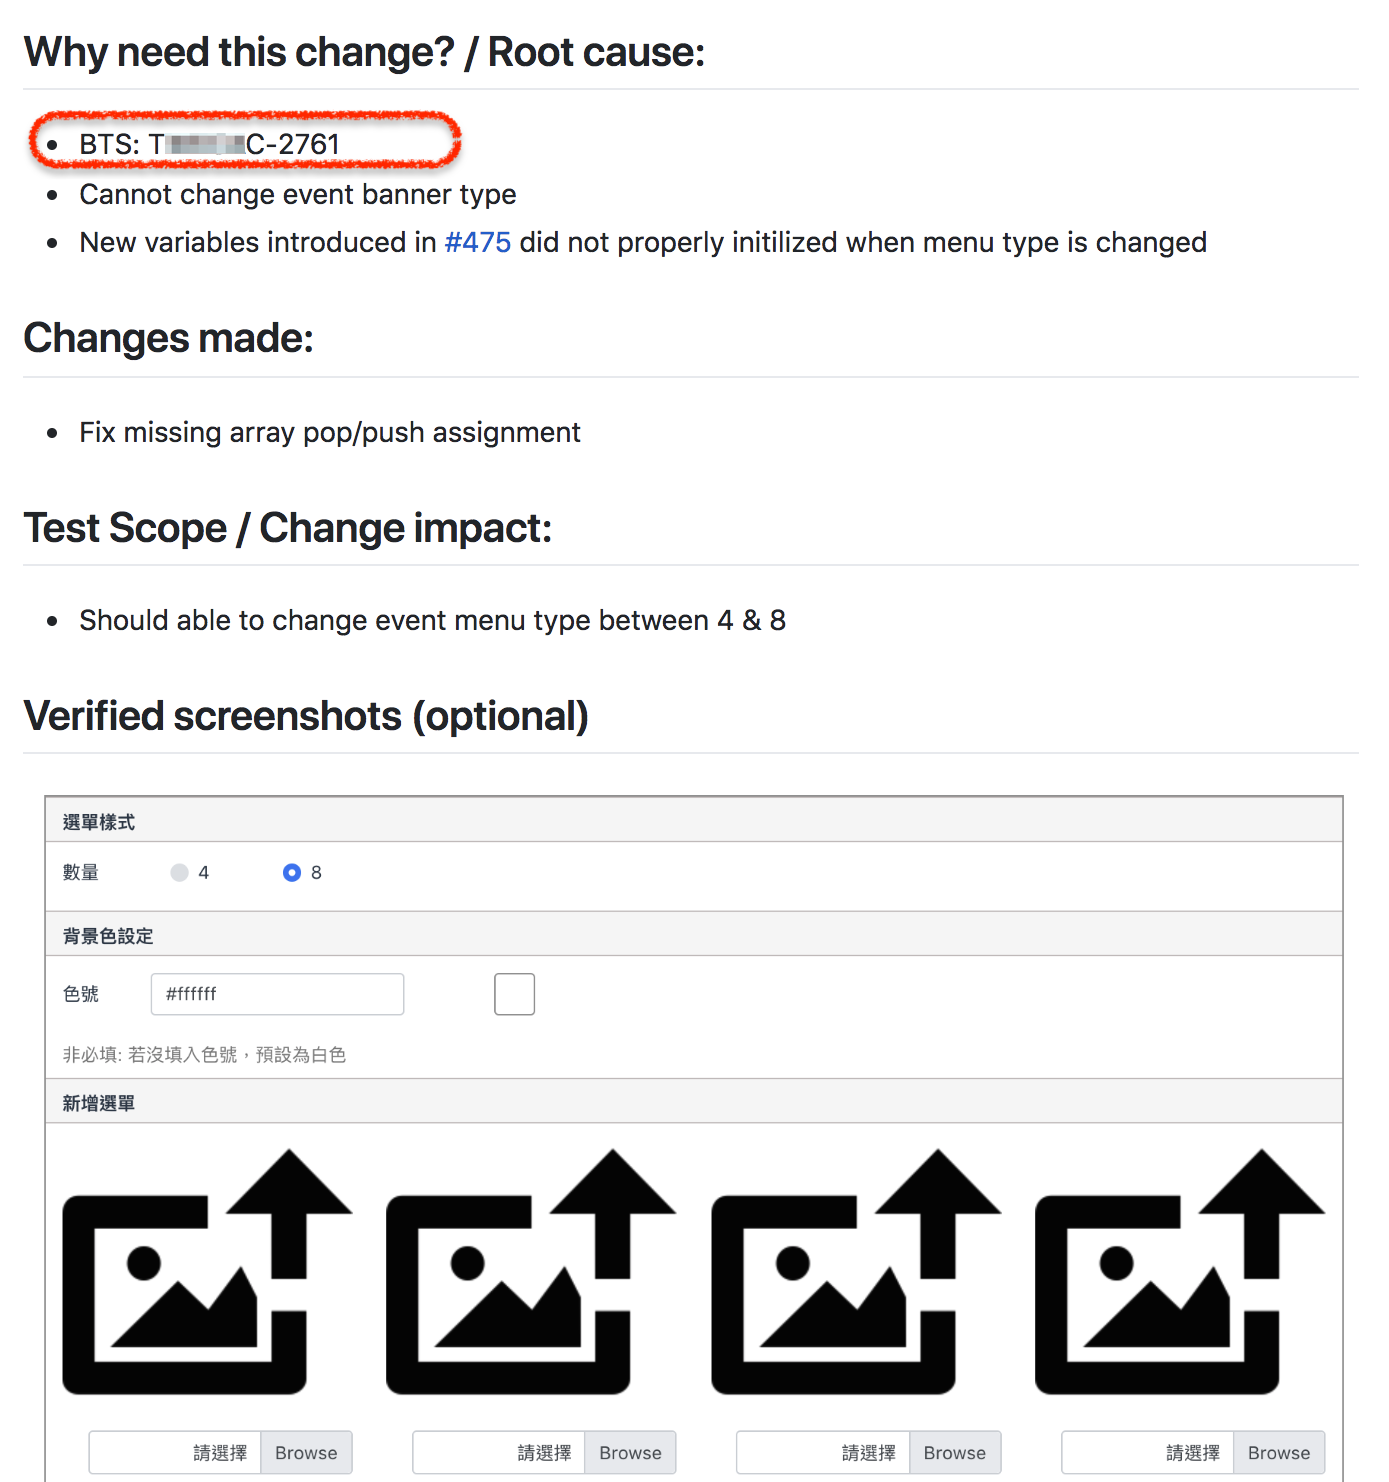 Why need this change? / Root cause:
BTS: T C-2761
Cannot change event banner type
New variables introduced in #475 did not properly initilized when menu type is changed
Changes made:
Fix missing array pop/push assignment
Test Scope / Change impact:
Should able to change event menu type between 4 & 8
Verified screenshots (optional)
選單樣式
數量 4 8
背景色設定
色號 #ffffff
非必填: 若沒填入色號，預設為白色
新增選單
請選擇 Browse 請選擇 Browse 請選擇 Browse 請選擇 Browse